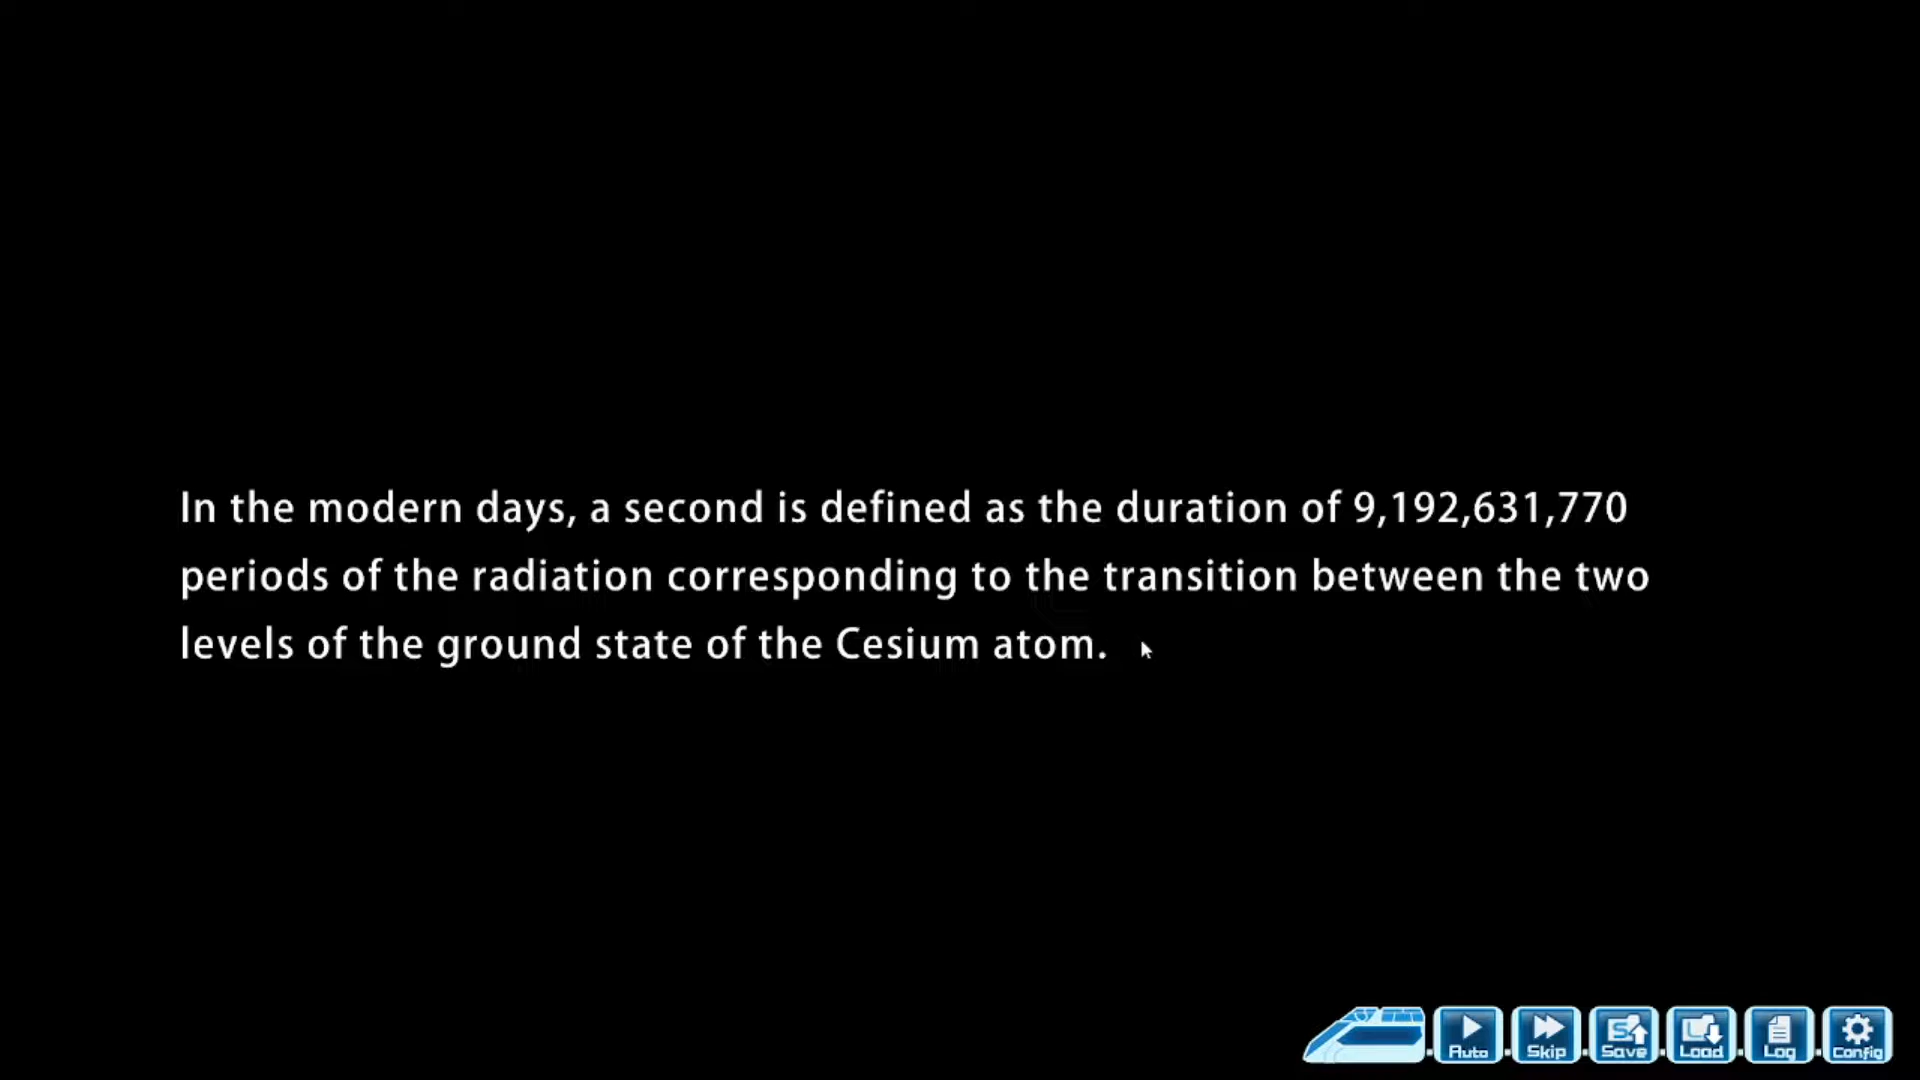 In the modern days, a second is defined as the duration of 9,192,631,770
periods of the radiation corresponding to the transition between the two
levels of the ground state of the Cesium atom.
Auto Skip Save Load Log Config